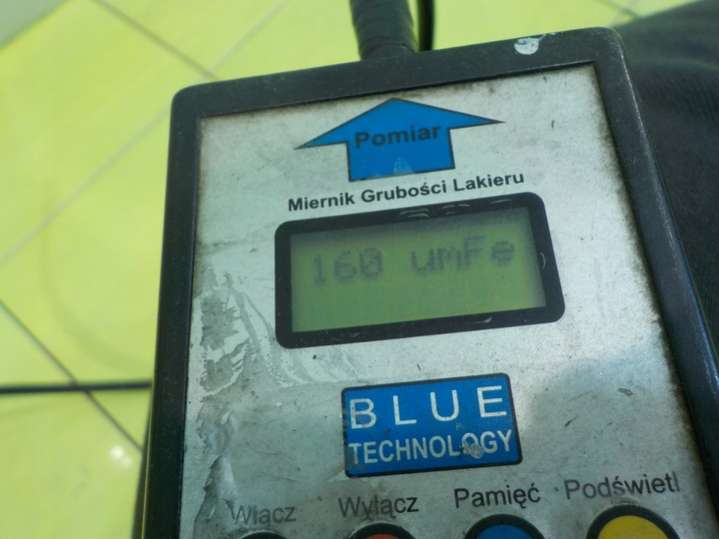 Pomiar
Miernik Grubości Lakieru
160 umFe
BLUE
TECHNOLOGY
Włącz Wyłącz Pamięć Podświetl